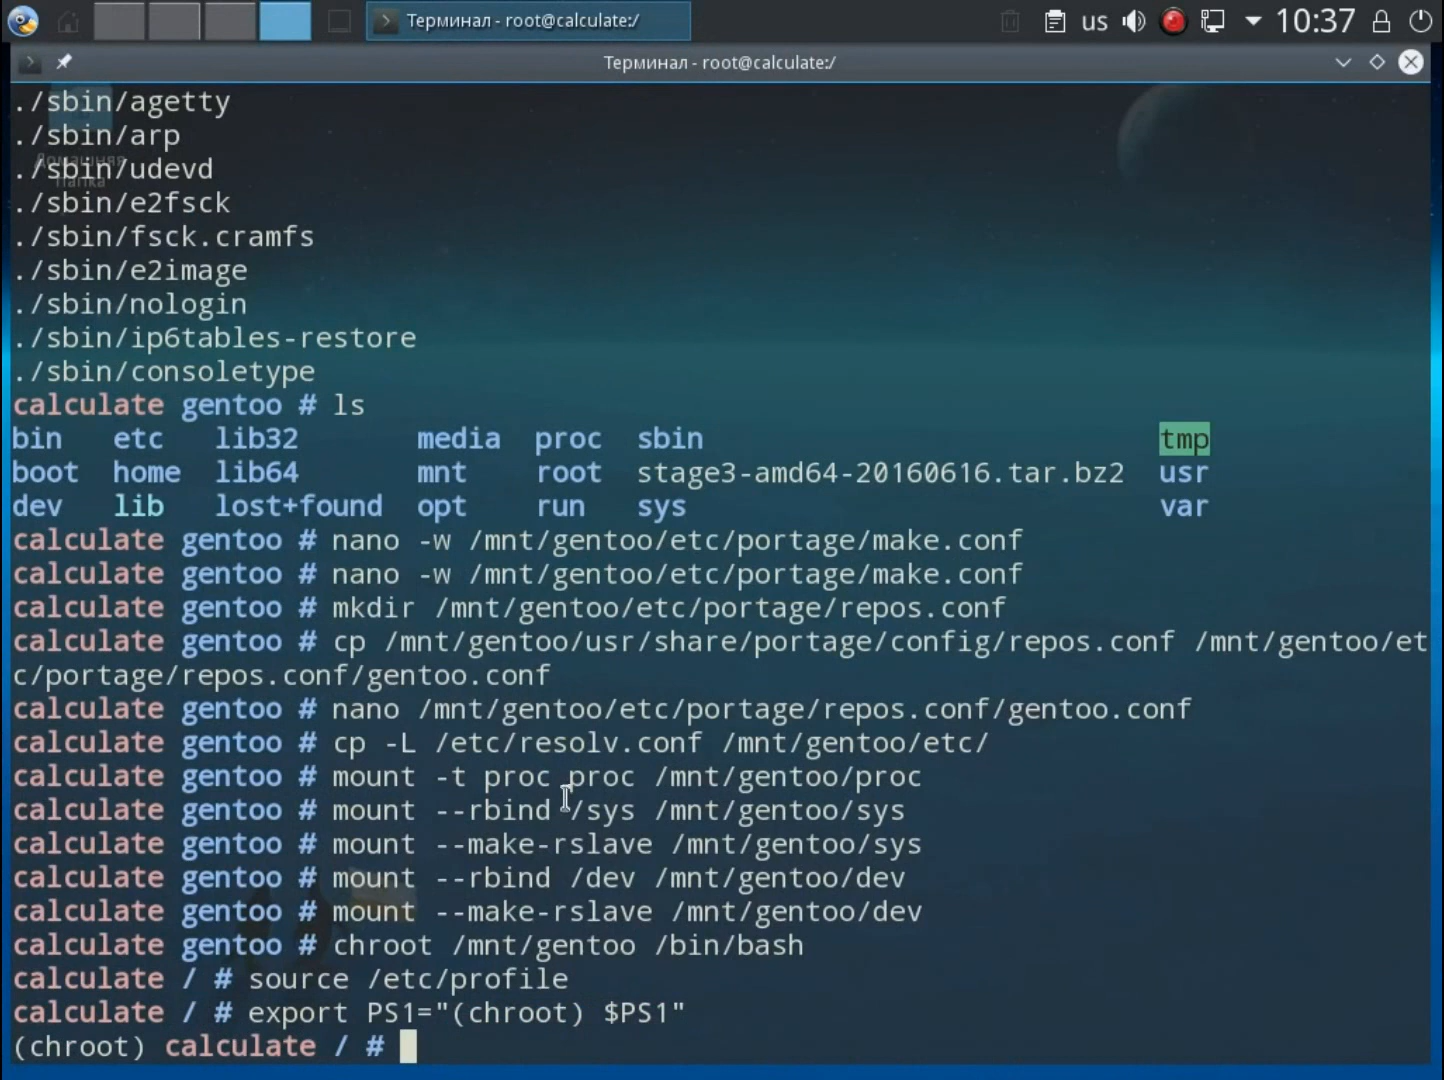 Терминал - root@calculate:/
us
10:37
Терминал - root@calculate:/
./sbin/agetty
./sbin/arp
Домашняя
./sbin/udevd
папка
./sbin/e2fsck
./sbin/fsck.cramfs
./sbin/e2image
./sbin/nologin
./sbin/ip6tables-restore
./sbin/consoletype
calculate gentoo # ls
bin etc lib32 media proc sbin tmp
boot home lib64 mnt root stage3-amd64-20160616.tar.bz2 usr
dev lib lost+found opt run sys var
calculate gentoo # nano -w /mnt/gentoo/etc/portage/make.conf
calculate gentoo # nano -w /mnt/gentoo/etc/portage/make.conf
calculate gentoo # mkdir /mnt/gentoo/etc/portage/repos.conf
calculate gentoo # cp /mnt/gentoo/usr/share/portage/config/repos.conf /mnt/gentoo/et
c/portage/repos.conf/gentoo.conf
calculate gentoo # nano /mnt/gentoo/etc/portage/repos.conf/gentoo.conf
calculate gentoo # cp -L /etc/resolv.conf /mnt/gentoo/etc/
calculate gentoo # mount -t proc proc /mnt/gentoo/proc
calculate gentoo # mount --rbind /sys /mnt/gentoo/sys
calculate gentoo # mount --make-rslave /mnt/gentoo/sys
calculate gentoo # mount --rbind /dev /mnt/gentoo/dev
calculate gentoo # mount --make-rslave /mnt/gentoo/dev
calculate gentoo # chroot /mnt/gentoo /bin/bash
calculate / # source /etc/profile
calculate / # export PS1="(chroot) $PS1"
(chroot) calculate / #